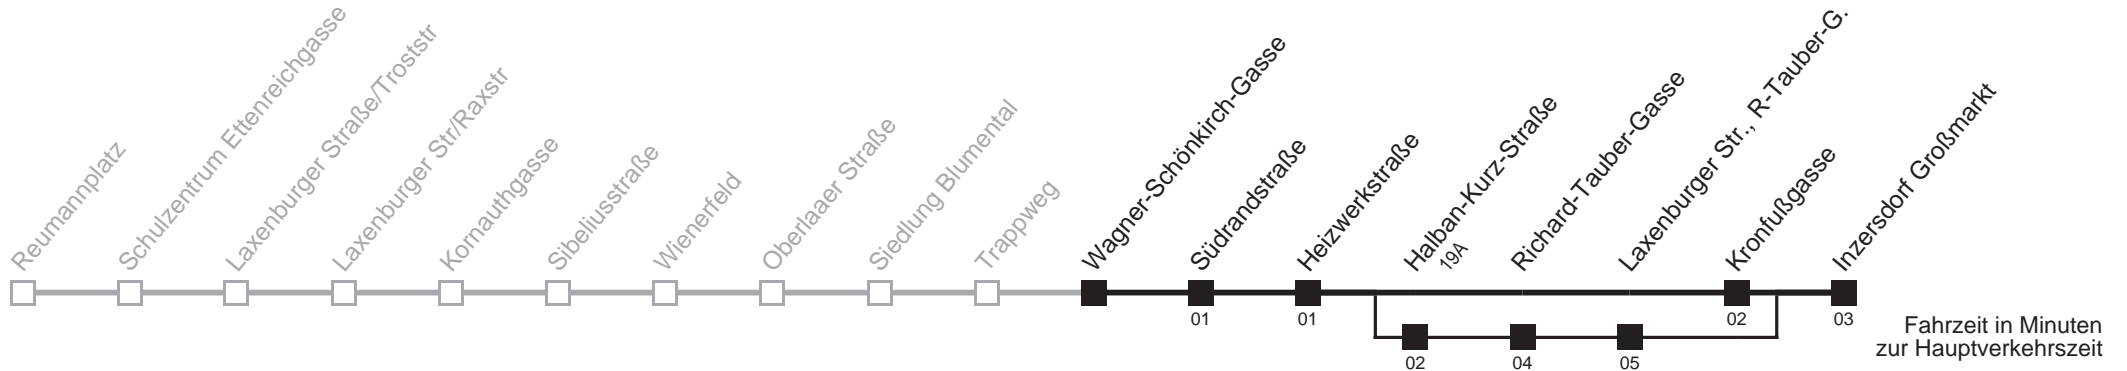 Reumannplatz
Schulzentrum Ettenreichgasse
Laxenburger Straße/Troststr
Laxenburger Str/Raxstr
Kornauthgasse
Sibeliusstraße
Wienerfeld
Oberlaaer Straße
Siedlung Blumental
Trappweg
Wagner-Schönkirch-Gasse
Südrandstraße
Heizwerkstraße
Halban-Kurz-Straße
19A
Richard-Tauber-Gasse
Laxenburger Str., R-Tauber-G.
Kronfußgasse
Inzersdorf Großmarkt
01
01
02
03
02
04
05
Fahrzeit in Minuten
zur Hauptverkehrszeit